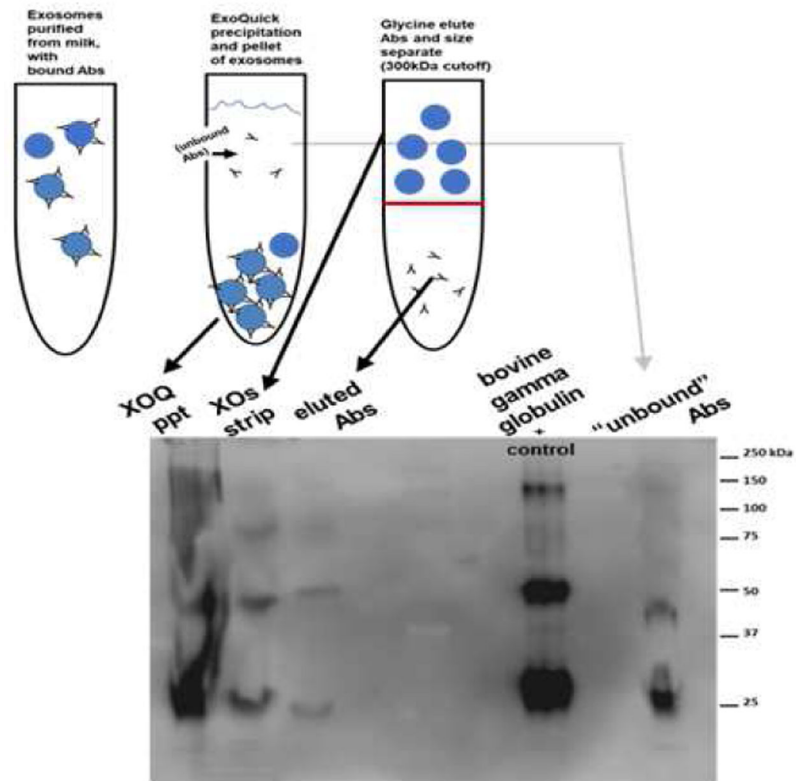 Exosomes
purified
from milk,
with
bound Abs
ExoQuick
precipitation
and pellet
of exosomes
Glycine elute
Abs and size
separate
(300kDa cutoff)
(unbound
Abs)
XOQ
ppt
XOs
strip
eluted
Abs
bovine
gamma
globulin
+
control
"unbound"
Abs
250 kDa
150
100
75
50
37
25